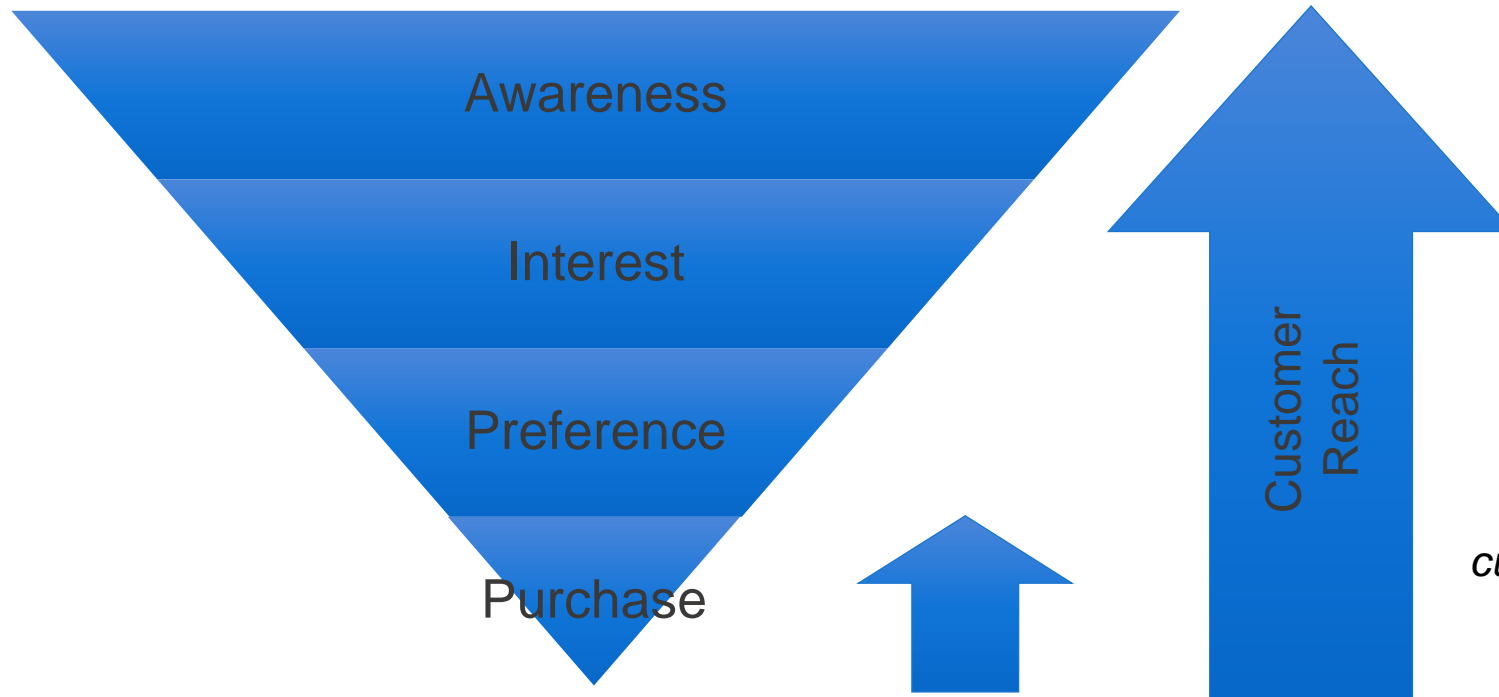 Awareness
Interest
Preference
Purchase
Customer
Reach